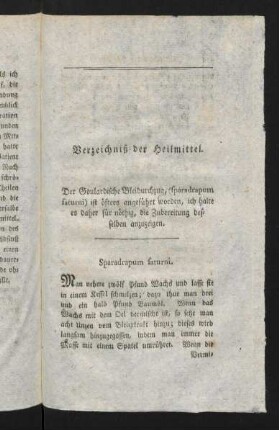 Verzeichniß der Heilmittel.
Der Goulardische Bleidurchzug, (sparadrapum
saturni) ist öfters angeführt worden, ich halte
es daher für nöthig, die Zubereitung deß
selben anzuzeigen.
Sparadrapum saturni.
Man nehme zwölf Pfund Wachs und lasse sie
in einem Kessel schmelzen; dazu thue man drei
und ein halb Pfund Baumöl. Wenn das
Wachs mit dem Oel vermischt ist, so sehe man
acht Unzen vom Bleiextrakt hinzu; dieses wird
langsam hinzugegossen, indem man immer die
Masse mit einem Spatel umrühret. Wenn die
Vermi=